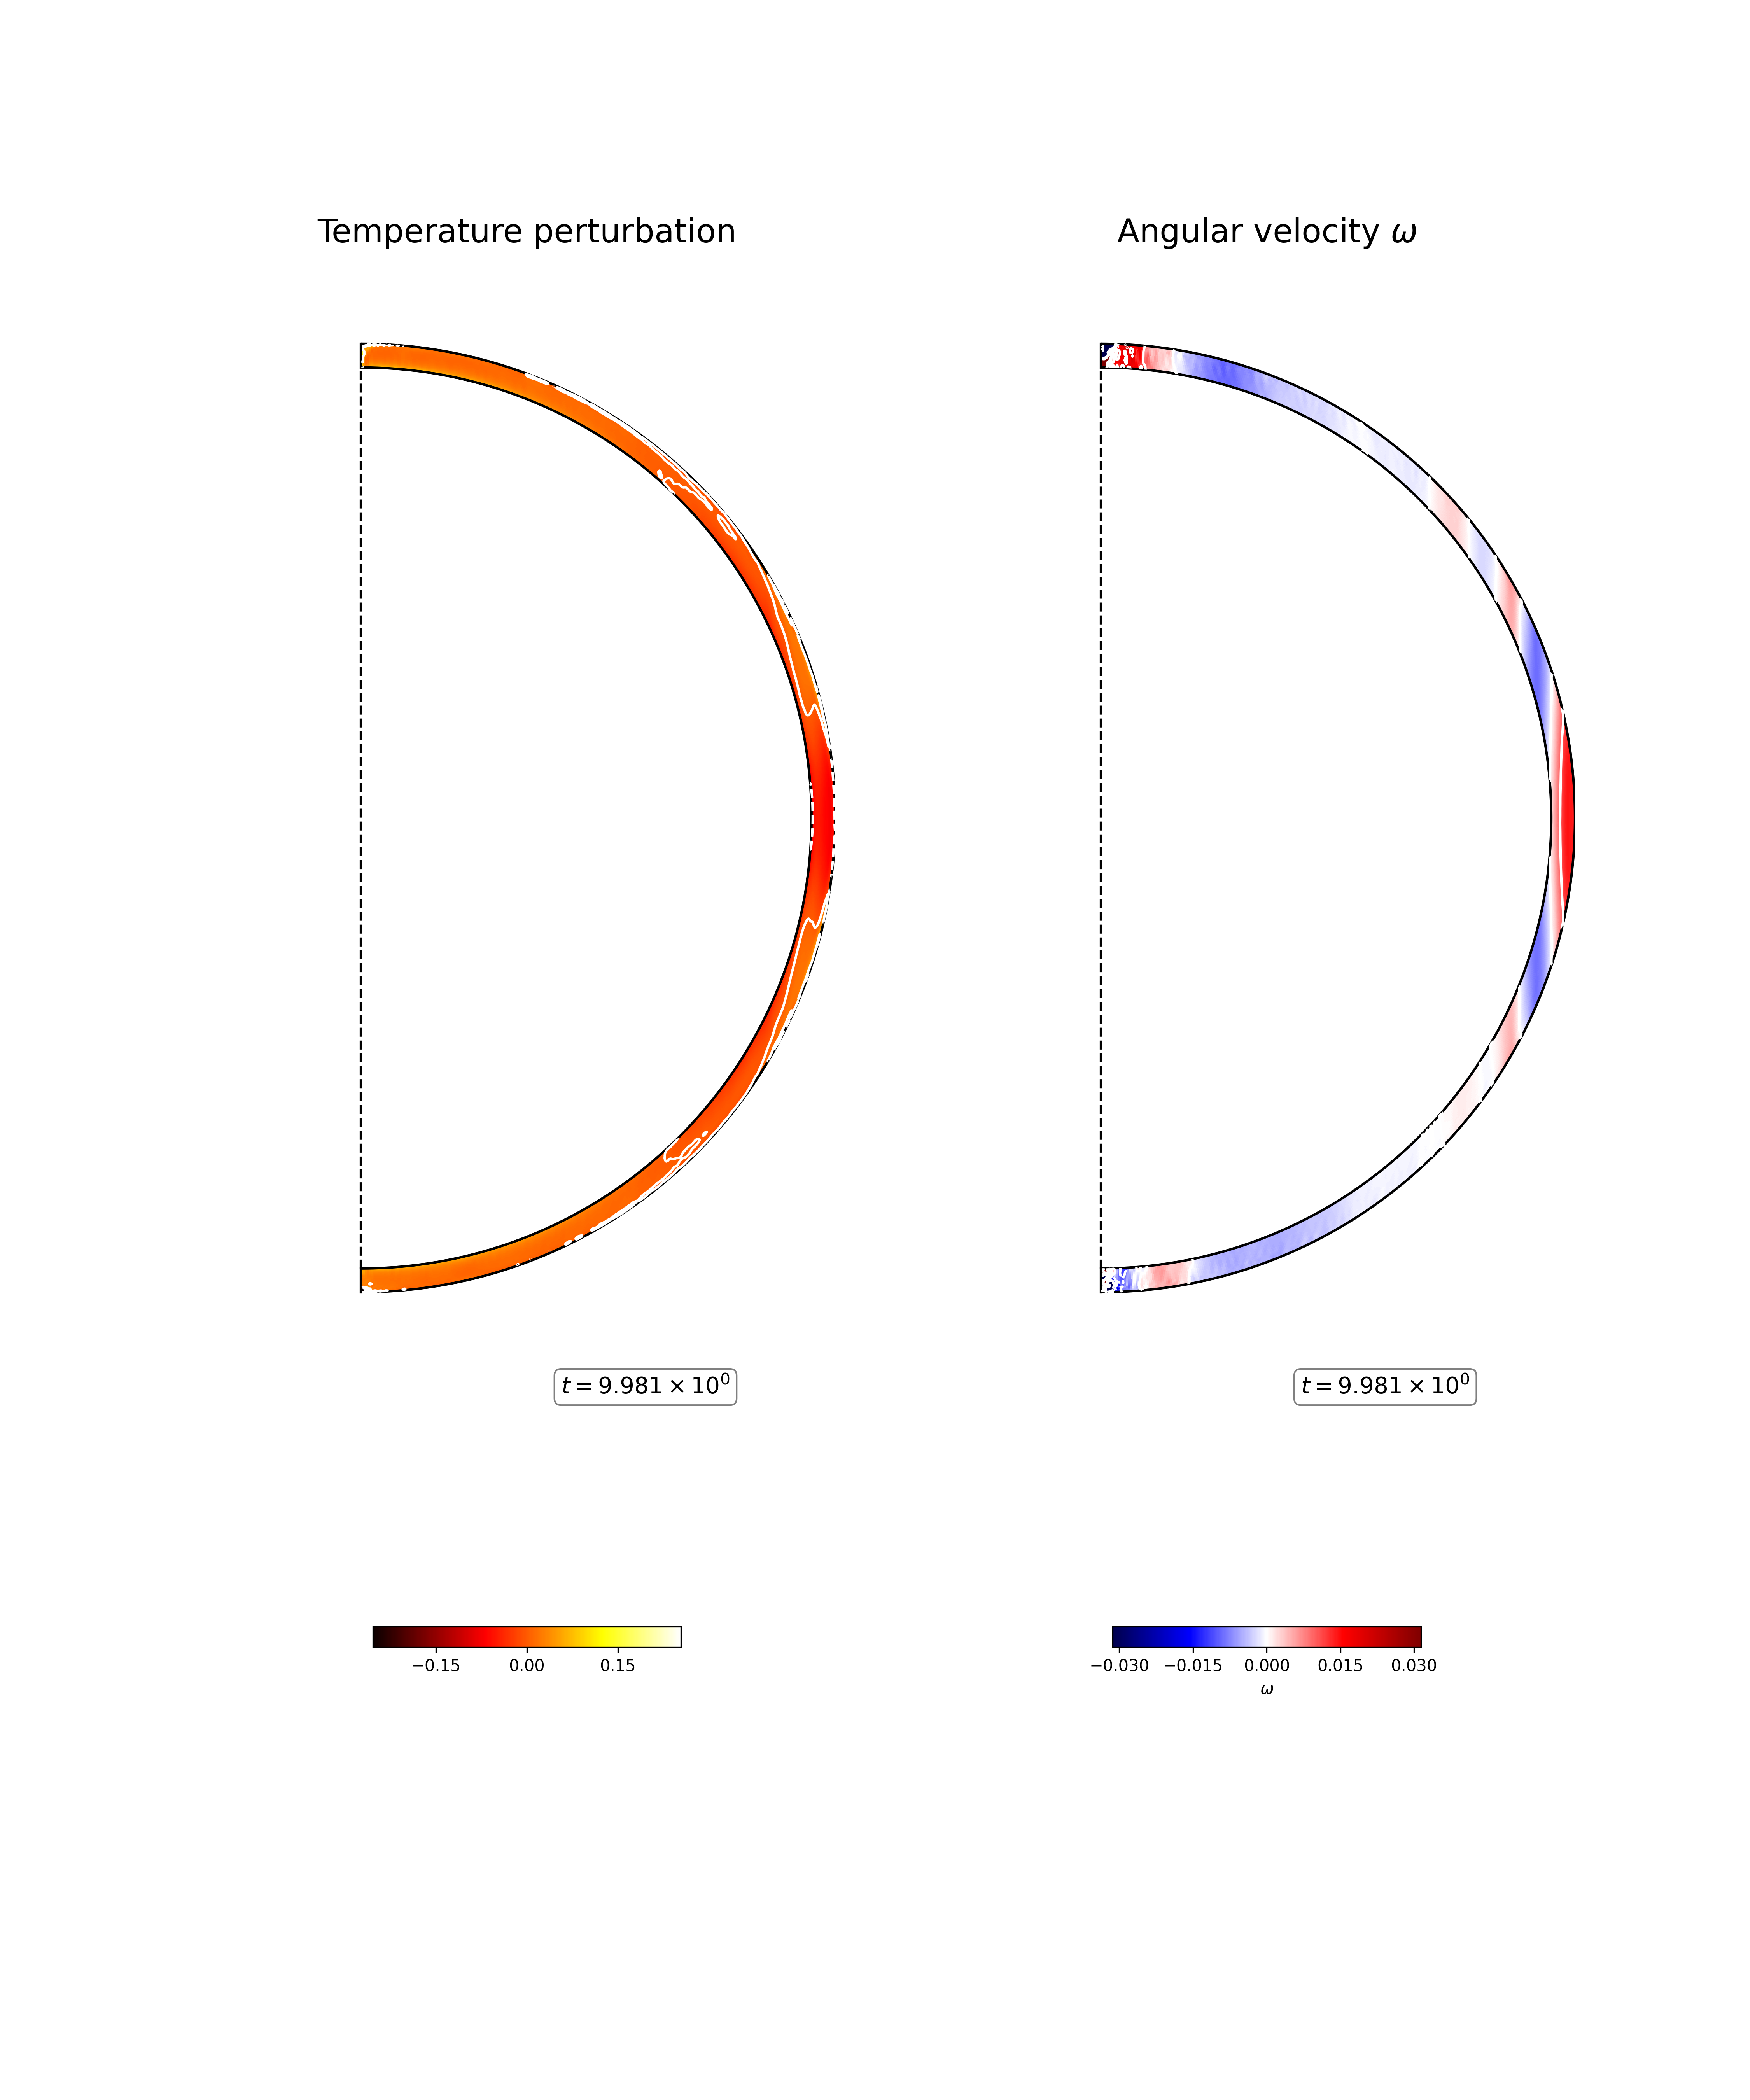 Temperature perturbation
Angular velocity ω
t = 9.981 × 10⁰
t = 9.981 × 10⁰
−0.15 0.00 0.15
−0.030 −0.015 0.000 0.015 0.030
ω